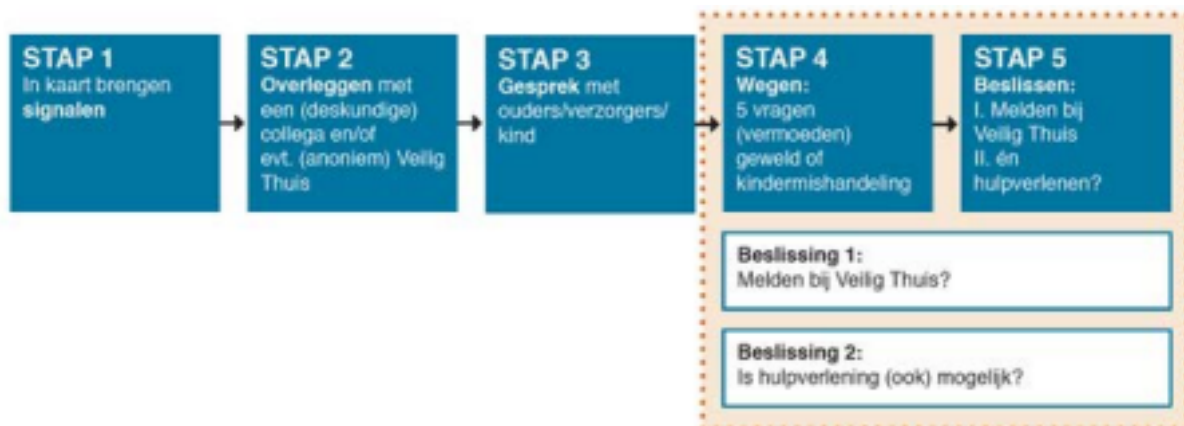 STAP 1
In kaart brengen
signalen
STAP 2
Overleggen met
een (deskundige)
collega en/of
evt. (anoniem) Veilig
Thuis
STAP 3
Gesprek met
ouders/verzorgers/
kind
STAP 4
Wegen:
5 vragen
(vermoeden)
geweld of
kindermishandeling
STAP 5
Beslissen:
I. Melden bij
Veilig Thuis
II. én
hulpverlenen?
Beslissing 1:
Melden bij Veilig Thuis?
Beslissing 2:
Is hulpverlening (ook) mogelijk?